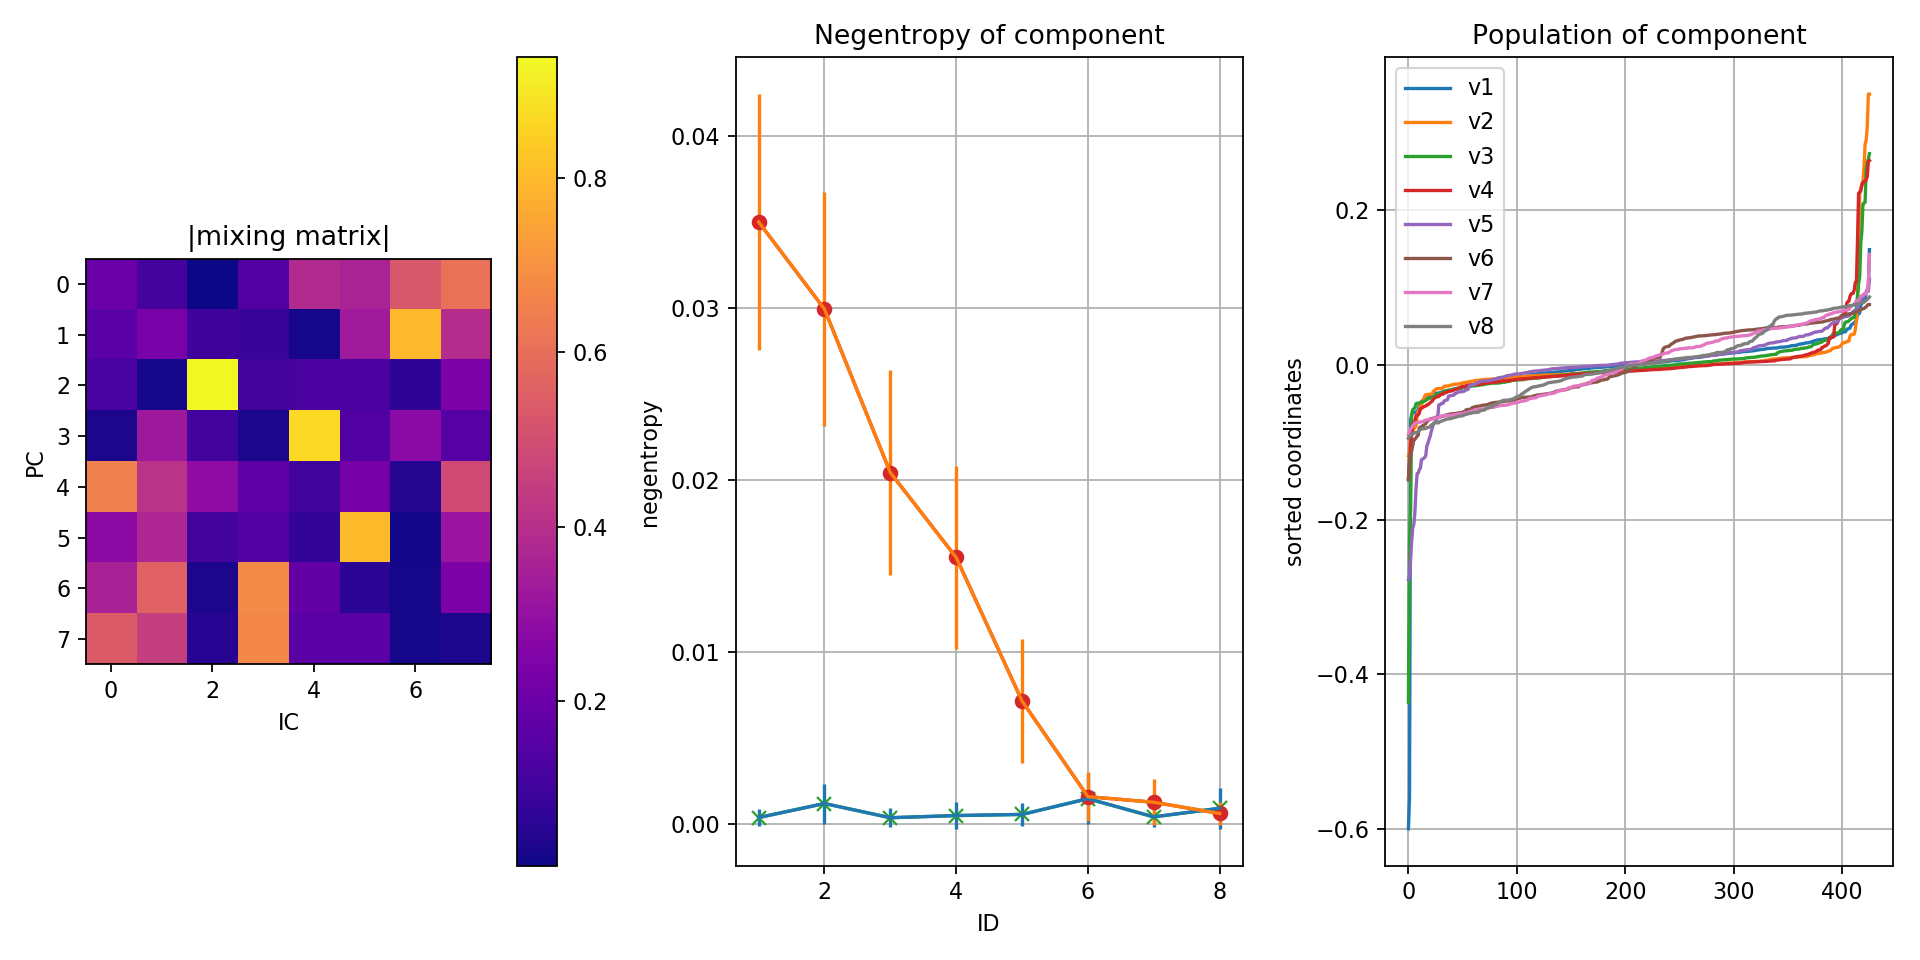 |mixing matrix|
0
1
2
3
4
5
6
7
PC
0 2 4 6
IC
0.8
0.6
0.4
0.2
Negentropy of component
0.04
0.03
0.02
0.01
0.00
negentropy
2 4 6 8
ID
Population of component
v1
v2
v3
v4
v5
v6
v7
v8
0.2
0.0
−0.2
−0.4
−0.6
sorted coordinates
0 100 200 300 400